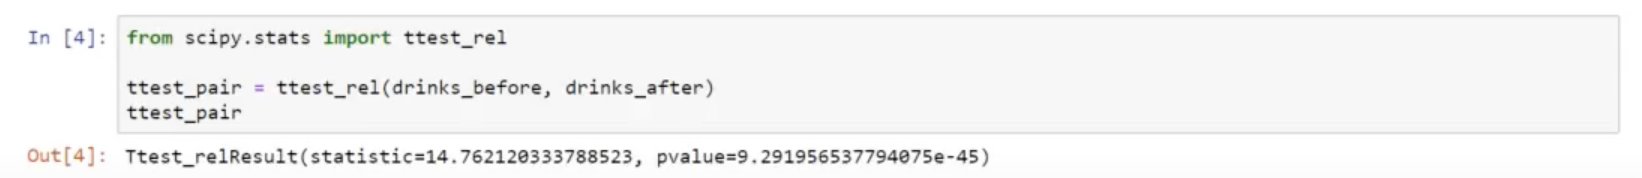 In [4]: from scipy.stats import ttest_rel
ttest_pair = ttest_rel(drinks_before, drinks_after)
ttest_pair
Out[4]: Ttest_relResult(statistic=14.762120333788523, pvalue=9.291956537794075e-45)